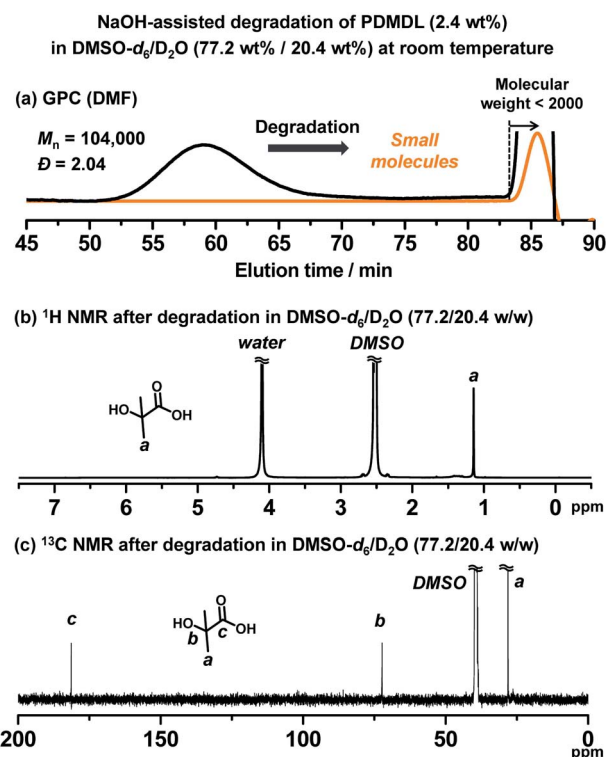 NaOH-assisted degradation of PDMDL (2.4 wt%)
in DMSO-d6/D2O (77.2 wt% / 20.4 wt%) at room temperature
(a) GPC (DMF)
Molecular
weight < 2000
Mn = 104,000
Đ = 2.04
Degradation
Small
molecules
45 50 55 60 65 70 75 80 85 90
Elution time / min
(b) 1H NMR after degradation in DMSO-d6/D2O (77.2/20.4 w/w)
water
DMSO
a
O
HO
OH
a
7 6 5 4 3 2 1 0 ppm
(c) 13C NMR after degradation in DMSO-d6/D2O (77.2/20.4 w/w)
DMSO
a
c
b
O
HO
OH
b
c
a
200 150 100 50 0
ppm